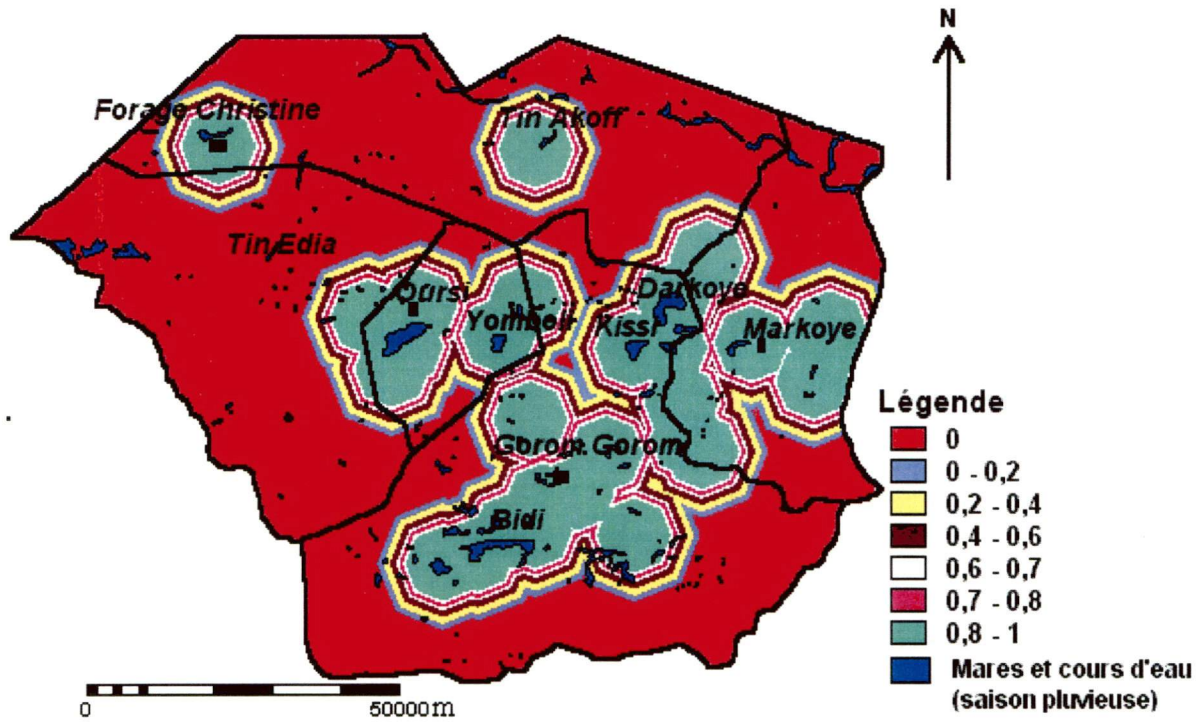 N
Forage Christine
Tin Akoff
Tin Edia
Oursi
Darkoye
Kissi
Markoye
Gorom Gorom
Bidi
Légende
0
0 - 0,2
0,2 - 0,4
0,4 - 0,6
0,6 - 0,7
0,7 - 0,8
0,8 - 1
Mares et cours d'eau
(saison pluvieuse)
0 50000m